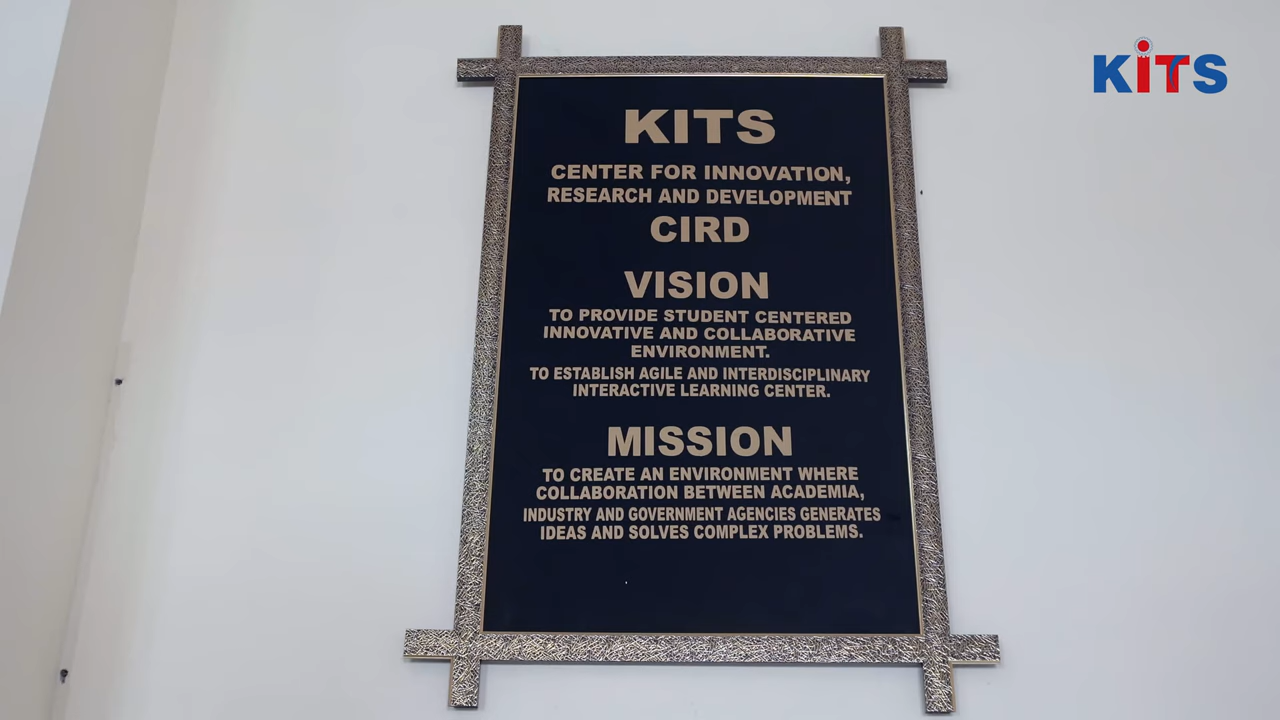 KITS
KITS
CENTER FOR INNOVATION,
RESEARCH AND DEVELOPMENT
CIRD
VISION
TO PROVIDE STUDENT CENTERED
INNOVATIVE AND COLLABORATIVE
ENVIRONMENT.
TO ESTABLISH AGILE AND INTERDISCIPLINARY
INTERACTIVE LEARNING CENTER.
MISSION
TO CREATE AN ENVIRONMENT WHERE
COLLABORATION BETWEEN ACADEMIA,
INDUSTRY AND GOVERNMENT AGENCIES GENERATES
IDEAS AND SOLVES COMPLEX PROBLEMS.